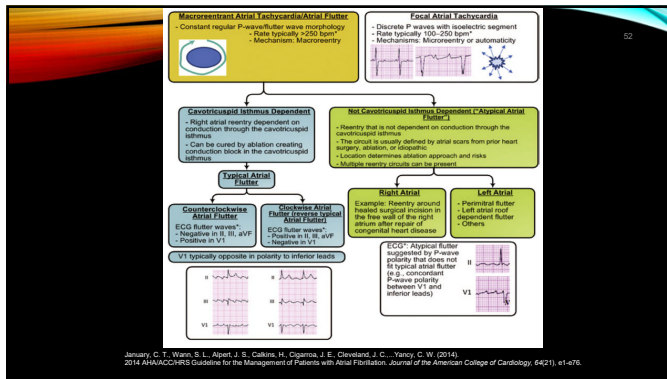 52
Macroreentrant Atrial Tachycardia/Atrial Flutter
- Constant regular P-wave/flutter wave morphology
- Rate typically >250 bpm*
- Mechanism: Macroreentry
Focal Atrial Tachycardia
- Discrete P waves with isoelectric segment
- Rate typically 100–250 bpm*
- Mechanisms: Microreentry or automaticity
Cavotricuspid Isthmus Dependent
- Right atrial reentry dependent on
conduction through the cavotricuspid
isthmus
- Can be cured by ablation creating
conduction block in the cavotricuspid
isthmus
Not Cavotricuspid Isthmus Dependent ("Atypical Atrial
Flutter")
- Reentry that is not dependent on conduction through the
cavotricuspid isthmus
- The circuit is usually defined by atrial scars from prior heart
surgery, ablation, or idiopathic
- Location determines ablation approach and risks
- Multiple reentry circuits can be present
Typical Atrial
Flutter
Counterclockwise
Atrial Flutter
ECG flutter waves*:
- Negative in II, III, aVF
- Positive in V1
Clockwise Atrial
Flutter (reverse typical
Atrial Flutter)
ECG flutter waves*:
- Positive in II, III, aVF
- Negative in V1
V1 typically opposite in polarity to inferior leads
Right Atrial
Example: Reentry around
healed surgical incision in
the free wall of the right
atrium after repair of
congenital heart disease
Left Atrial
- Perimitral flutter
- Left atrial roof
dependent flutter
- Others
ECG*: Atypical flutter
suggested by P-wave
polarity that does not
fit typical atrial flutter
(e.g., concordant
P-wave polarity
between V1 and
inferior leads)
II
V1
II
II
III
III
V1
V1
January, C. T., Wann, S. L., Alpert, J. S., Calkins, H., Cigarroa, J. E., Cleveland, J. C.,...Yancy, C. W. (2014).
2014 AHA/ACC/HRS Guideline for the Management of Patients with Atrial Fibrillation. Journal of the American College of Cardiology, 64(21), e1-e76.